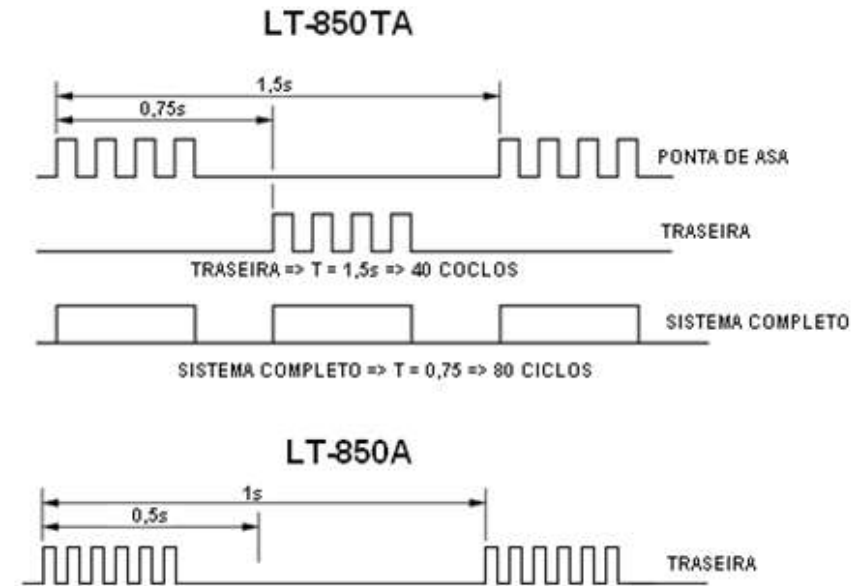 LT-850TA
1,5s
0,75s
PONTA DE ASA
TRASEIRA
TRASEIRA => T = 1,5s => 40 COCLOS
SISTEMA COMPLETO
SISTEMA COMPLETO => T = 0,75 => 80 CICLOS
LT-850A
1s
0,5s
TRASEIRA